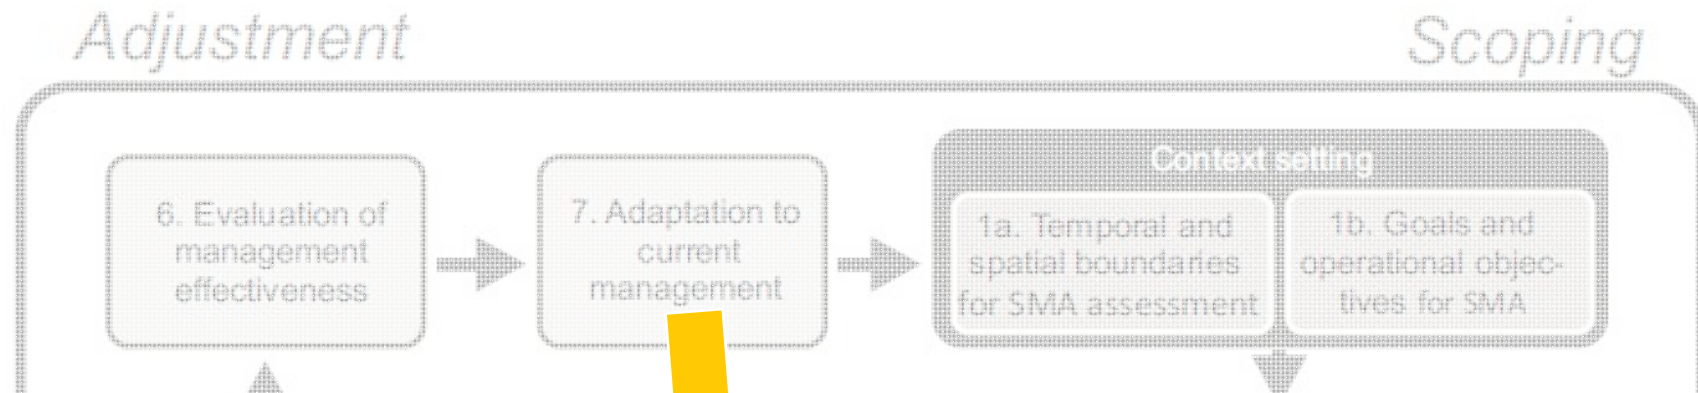 Adjustment
Scoping
6. Evaluation of
management
effectiveness
7. Adaptation to
current
management
Context setting
1a. Temporal and
spatial boundaries
for SMA assessment
1b. Goals and
operational objec-
tives for SMA